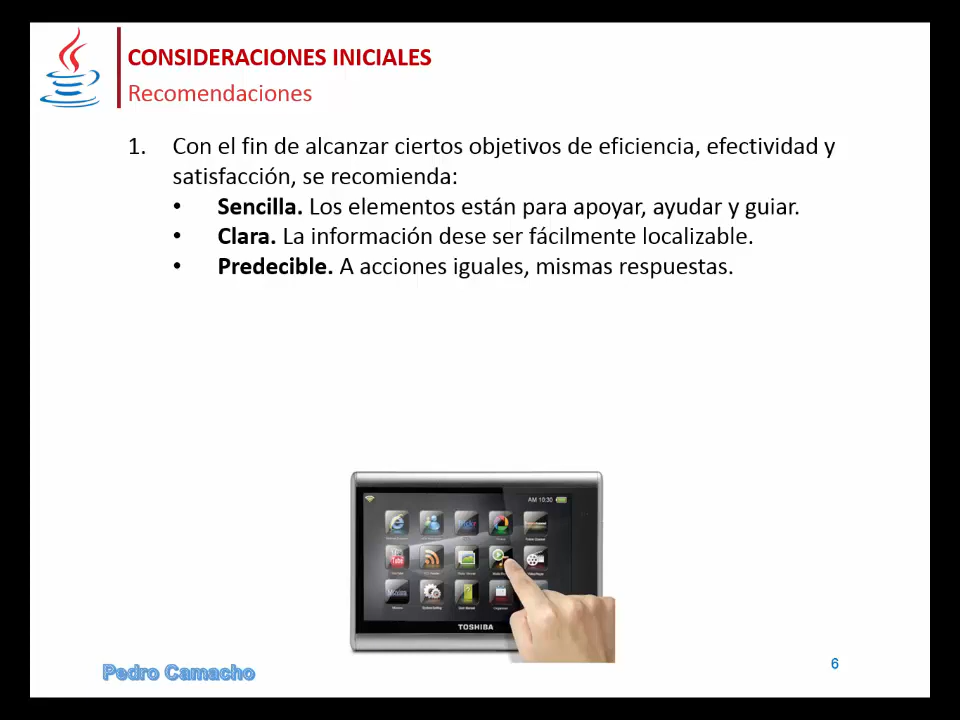 CONSIDERACIONES INICIALES
Recomendaciones
1. Con el fin de alcanzar ciertos objetivos de eficiencia, efectividad y
satisfacción, se recomienda:
• Sencilla. Los elementos están para apoyar, ayudar y guiar.
• Clara. La información dese ser fácilmente localizable.
• Predecible. A acciones iguales, mismas respuestas.
AM 10:30
TOSHIBA
Pedro Camacho
6